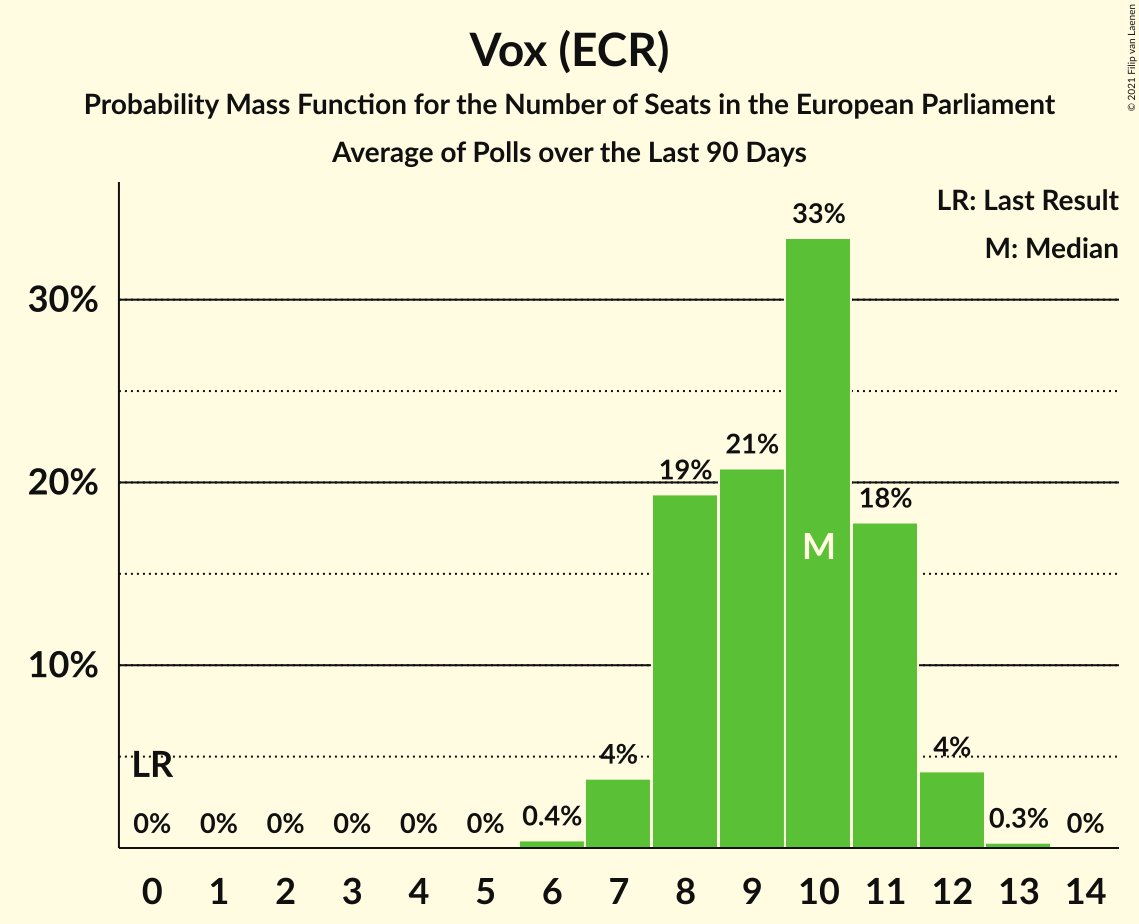 Vox (ECR)
Probability Mass Function for the Number of Seats in the European Parliament
Average of Polls over the Last 90 Days
© 2021 Filip van Laenen
LR: Last Result
M: Median
33%
30%
21%
19%
20%
18%
M
10%
4%
4%
LR
0% 0% 0% 0% 0% 0% 0.4% 0.3% 0%
0 1 2 3 4 5 6 7 8 9 10 11 12 13 14